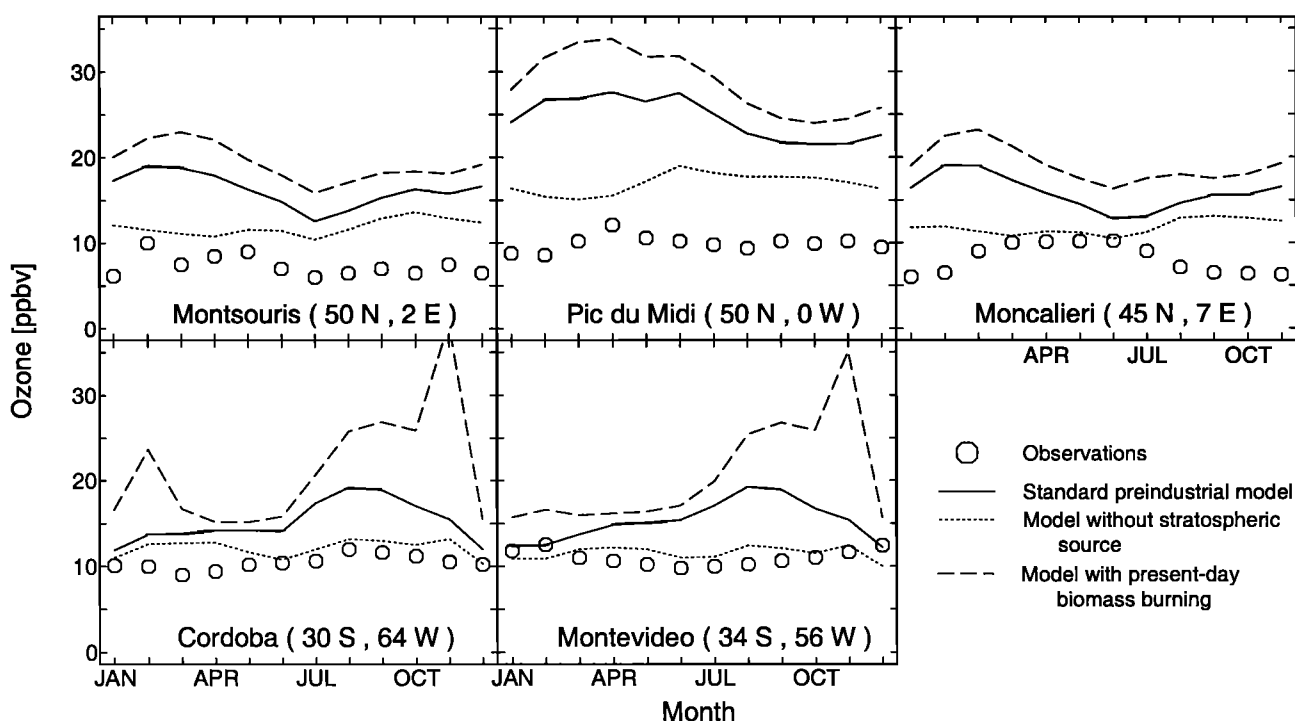 Ozone [ppbv]
30
20
10
0
Montsouris ( 50 N , 2 E )
Pic du Midi ( 50 N , 0 W )
Moncalieri ( 45 N , 7 E )
APR JUL OCT
30
20
10
0
Cordoba ( 30 S , 64 W )
Montevideo ( 34 S , 56 W )
JAN APR JUL OCT
JAN APR JUL OCT
Month
Observations
Standard preindustrial model
Model without stratospheric
source
Model with present-day
biomass burning